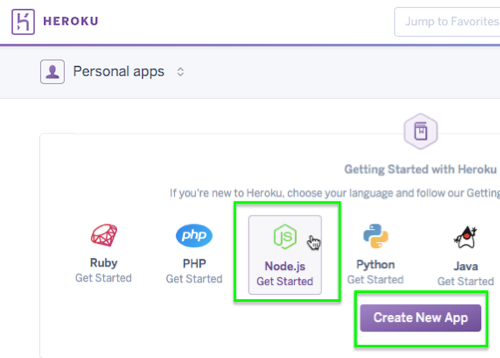 HEROKU
Jump to Favorites
Personal apps
Getting Started with Heroku
If you're new to Heroku, choose your language and follow our Getting
php
JS
Ruby
PHP
Node.js
Python
Java
Get Started
Get Started
Get Started
Get Started
Get Started
Create New App